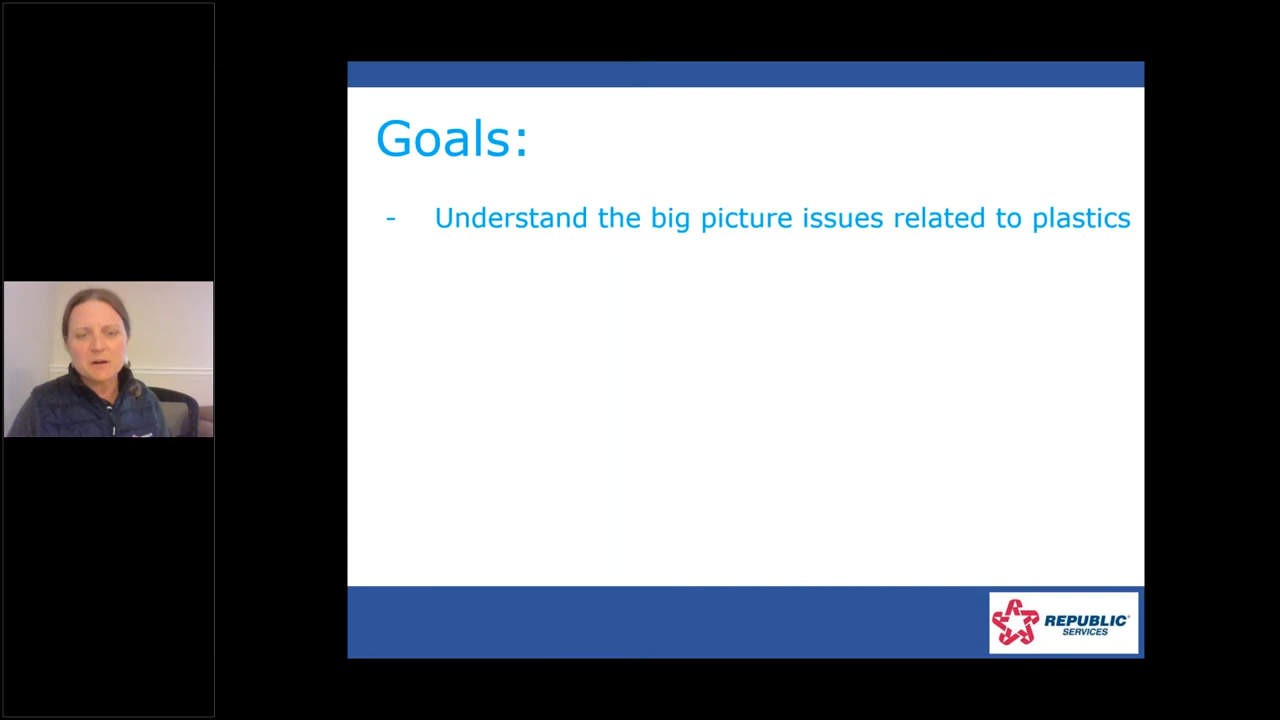 Goals:
- Understand the big picture issues related to plastics
REPUBLIC
SERVICES